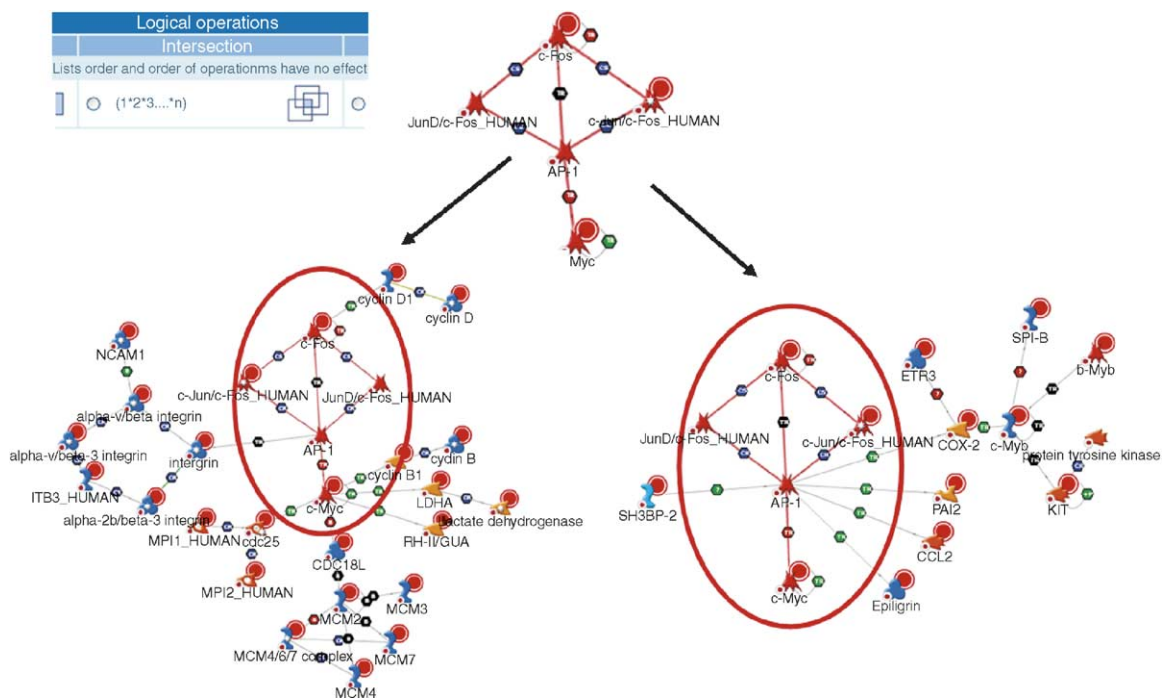 Logical operations
Intersection
Lists order and order of operationms have no effect
(1*2*3....*n)
c-Fos
JunD/c-Fos_HUMAN
c-Jun/c-Fos_HUMAN
AP-1
Myc
cyclin D1
cyclin D
c-Fos
NCAM1
c-Jun/c-Fos_HUMAN
JunD/c-Fos_HUMAN
alpha-v/beta integrin
alpha-v/beta-3 integrin
intergrin
AP-1
cyclin B1
cydin B
ITB3_HUMAN
alpha-2b/beta-3 integrin
c-Myc
LDHA
lactate dehydrogenase
MPI1_HUMAN
cdc25
RH-II/GUA
MPI2_HUMAN
CDC18L
MCM2
MCM3
MCM4/6/7 complex
MCM7
MCM4
SPI-B
b-Myb
c-Fos
ETR3
JunD/c-Fos_HUMAN
c-Jun/c-Fos_HUMAN
COX-2
c-Myb
protein tyrosine kinase
SH3BP-2
AP-1
PAI2
KIT
CCL2
c-Myc
Epiligrin